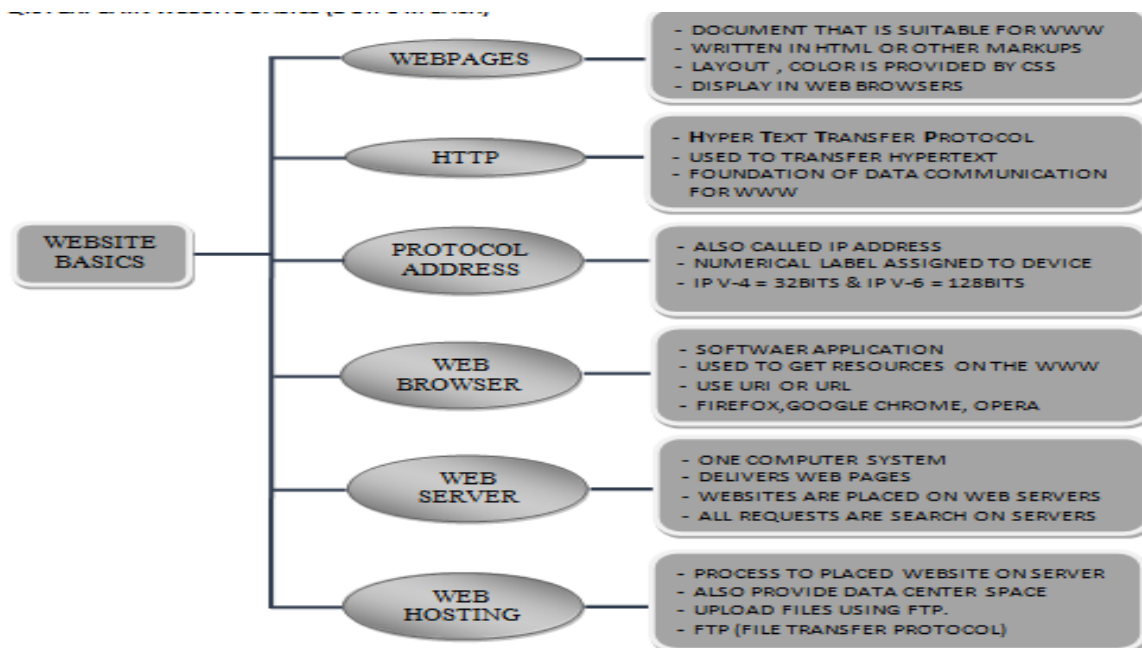 WEBSITE
BASICS
WEBPAGES
- DOCUMENT THAT IS SUITABLE FOR WWW
- WRITTEN IN HTML OR OTHER MARKUPS
- LAYOUT , COLOR IS PROVIDED BY CSS
- DISPLAY IN WEB BROWSERS
HTTP
- HYPER TEXT TRANSFER PROTOCOL
- USED TO TRANSFER HYPERTEXT
- FOUNDATION OF DATA COMMUNICATION
FOR WWW
PROTOCOL
ADDRESS
- ALSO CALLED IP ADDRESS
- NUMERICAL LABEL ASSIGNED TO DEVICE
- IP V-4 = 32BITS & IP V-6 = 128BITS
WEB
BROWSER
- SOFTWAER APPLICATION
- USED TO GET RESOURCES ON THE WWW
- USE URI OR URL
- FIREFOX,GOOGLE CHROME, OPERA
WEB
SERVER
- ONE COMPUTER SYSTEM
- DELIVERS WEB PAGES
- WEBSITES ARE PLACED ON WEB SERVERS
- ALL REQUESTS ARE SEARCH ON SERVERS
WEB
HOSTING
- PROCESS TO PLACED WEBSITE ON SERVER
- ALSO PROVIDE DATA CENTER SPACE
- UPLOAD FILES USING FTP.
- FTP (FILE TRANSFER PROTOCOL)